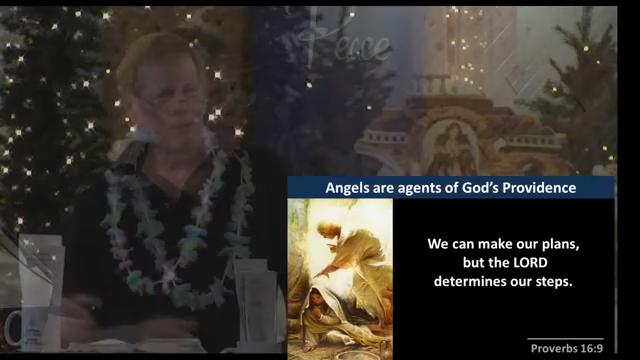 Peace
Angels are agents of God's Providence
We can make our plans,
but the LORD
determines our steps.
Proverbs 16:9